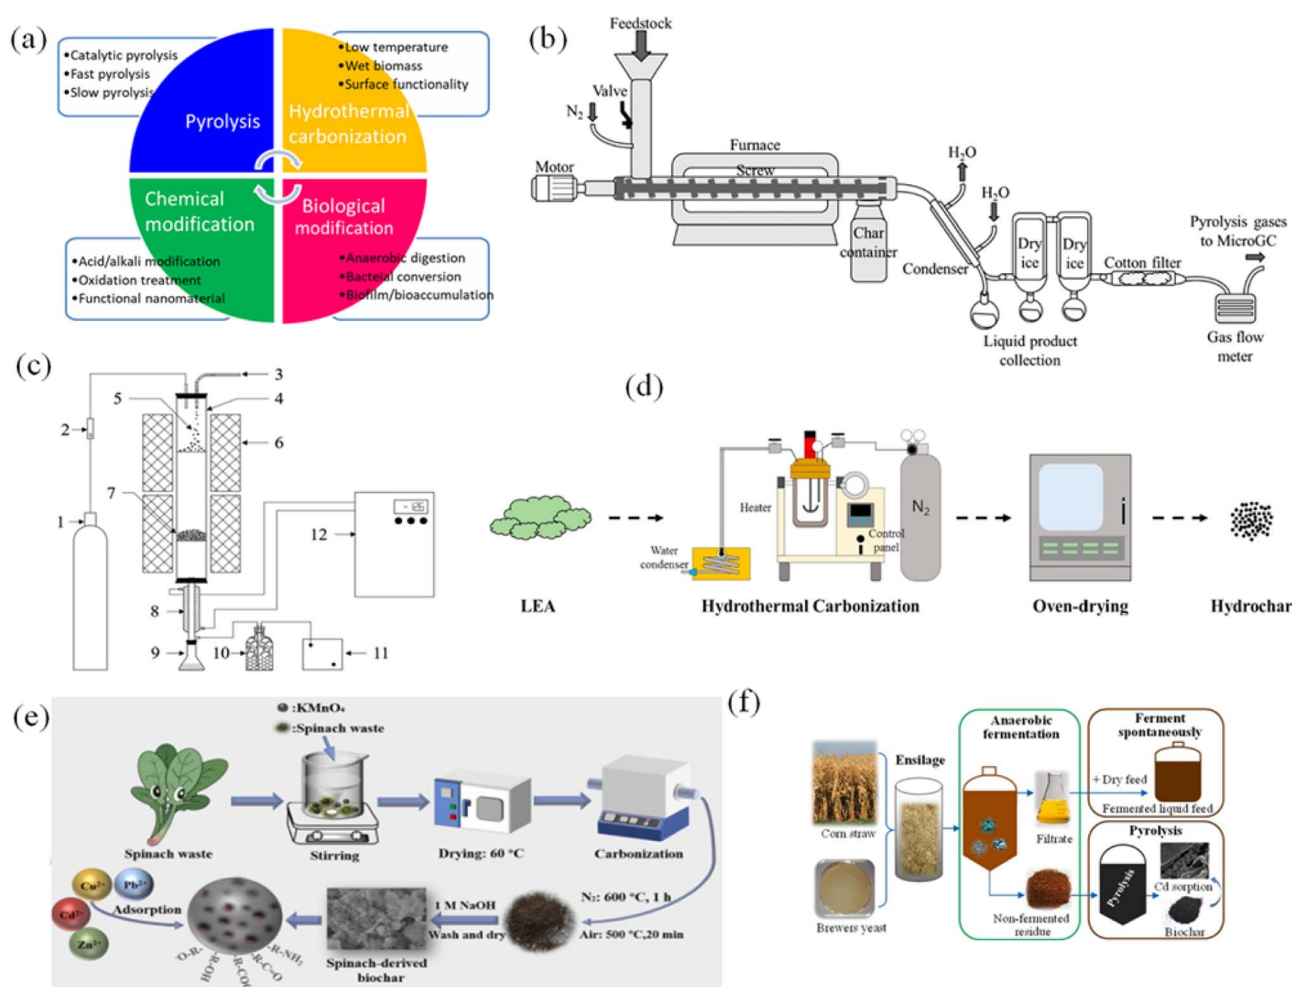 (a)
•Catalytic pyrolysis
•Fast pyrolysis
•Slow pyrolysis
•Low temperature
•Wet biomass
•Surface functionality
Pyrolysis
Hydrothermal
carbonization
Chemical
modification
Biological
modification
•Acid/alkali modification
•Oxidation treatment
•Functional nanomaterial
•Anaerobic digestion
•Bacteial conversion
•Biofilm/bioaccumulation
(b)
Feedstock
Valve
N2
Motor
Furnace
Screw
H2O
H2O
Char
container
Condenser
Dry
ice
Dry
ice
Cotton filter
Pyrolysis gases
to MicroGC
Liquid product
collection
Gas flow
meter
(c)
1
2
3
4
5
6
7
8
9
10
11
12
(d)
LEA
Heater
Water
condenser
Control
panel
N2
Hydrothermal Carbonization
Oven-drying
Hydrochar
(e)
:KMnO4
:Spinach waste
Spinach waste
Stirring
Drying: 60 °C
Carbonization
N2: 600 °C, 1 h
Air: 500 °C,20 min
1 M NaOH
Wash and dry
Spinach-derived
biochar
Adsorption
Cu2+
Pb2+
Zn2+
R-NH2
R-C=O
(f)
Corn straw
Brewers yeast
Ensilage
Anaerobic
fermentation
Filtrate
Non-fermented
residue
Ferment
spontaneously
+ Dry feed
Fermented liquid feed
Pyrolysis
Pyrolysis
Cd sorption
Biochar